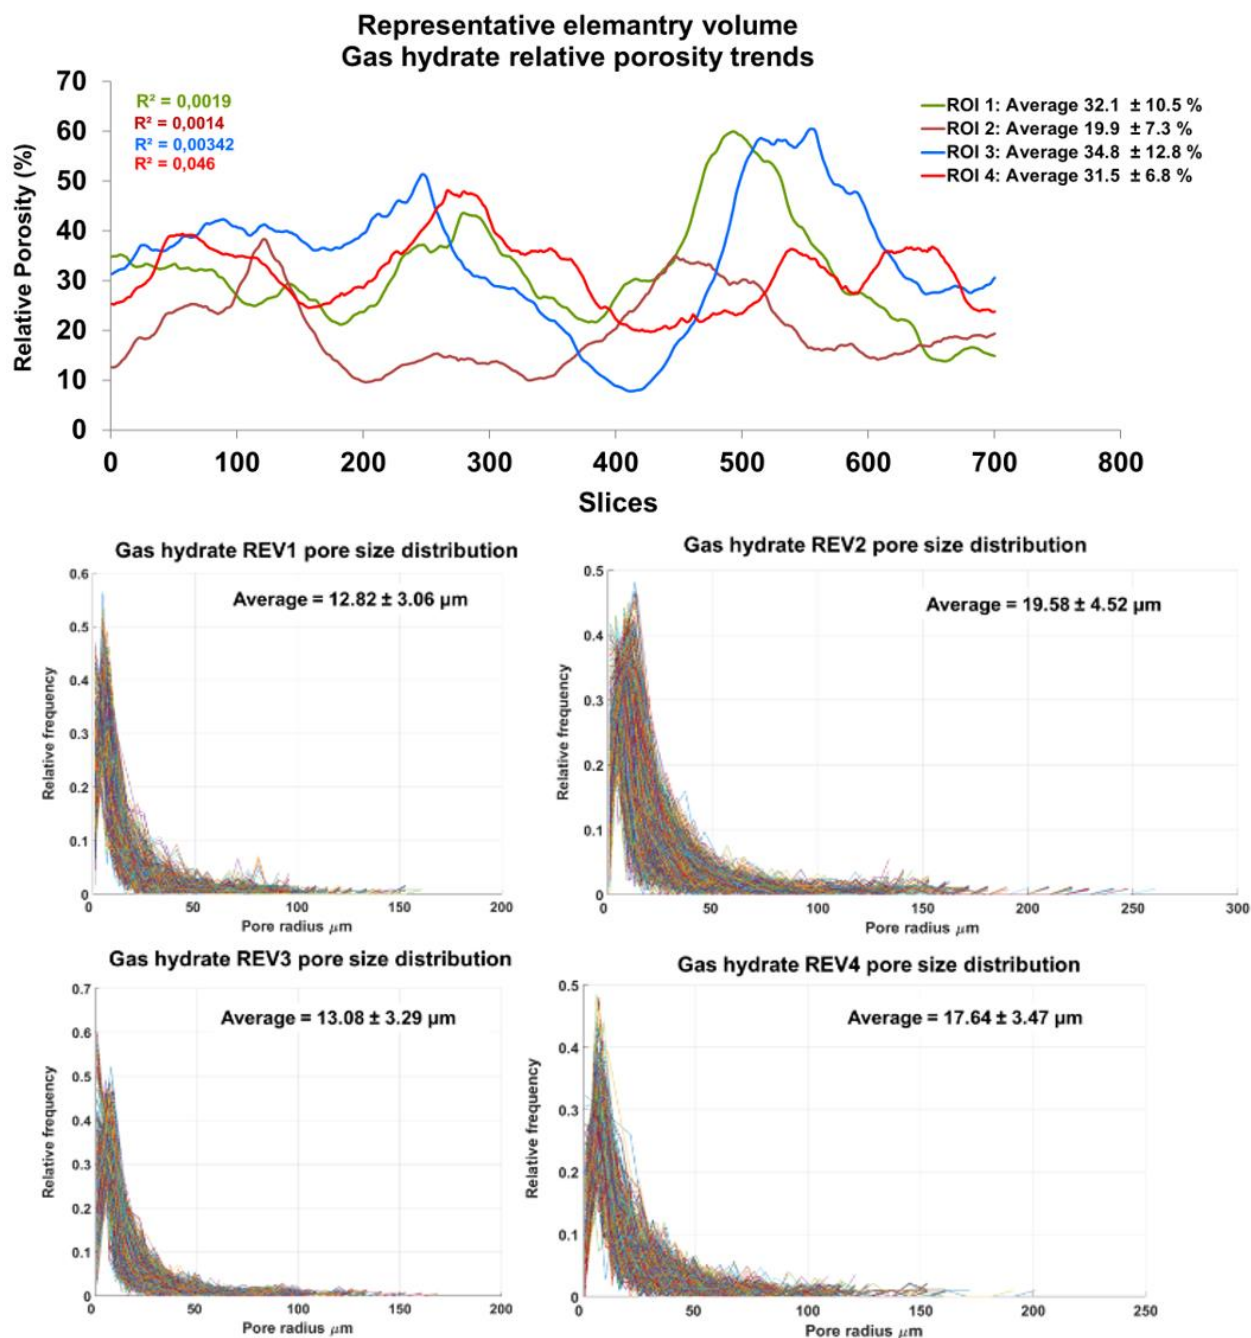 Representative elemantry volume
Gas hydrate relative porosity trends
Relative Porosity (%)
70
60
50
40
30
20
10
0
R² = 0,0019
R² = 0,0014
R² = 0,00342
R² = 0,046
ROI 1: Average 32.1 ± 10.5 %
ROI 2: Average 19.9 ± 7.3 %
ROI 3: Average 34.8 ± 12.8 %
ROI 4: Average 31.5 ± 6.8 %
0 100 200 300 400 500 600 700 800
Slices
Gas hydrate REV1 pore size distribution
Average = 12.82 ± 3.06 µm
Relative frequency
0.6
0.5
0.4
0.3
0.2
0.1
0
0 50 100 150 200
Pore radius µm
Gas hydrate REV2 pore size distribution
Average = 19.58 ± 4.52 µm
Relative frequency
0.5
0.4
0.3
0.2
0.1
0
0 50 100 150 200 250 300
Pore radius µm
Gas hydrate REV3 pore size distribution
Average = 13.08 ± 3.29 µm
Relative frequency
0.7
0.6
0.5
0.4
0.3
0.2
0.1
0
0 50 100 150 200
Pore radius µm
Gas hydrate REV4 pore size distribution
Average = 17.64 ± 3.47 µm
Relative frequency
0.5
0.4
0.3
0.2
0.1
0
0 50 100 150 200 250
Pore radius µm